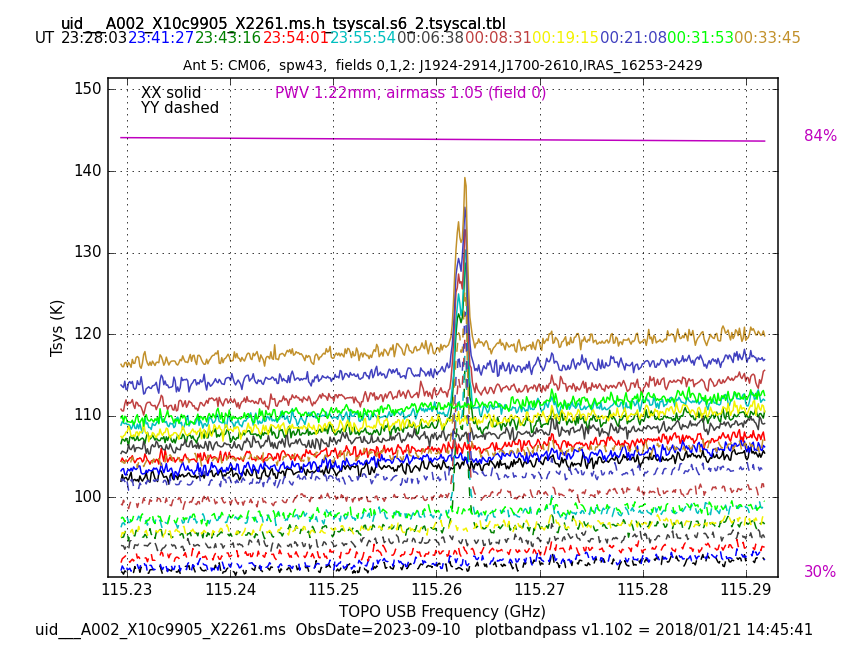 uid___A002_X10c9905_X2261.ms.h_tsyscal.s6_2.tsyscal.tbl
UT 23:28:03 23:41:27 23:43:16 23:54:01 23:55:54 00:06:38 00:08:31 00:19:15 00:21:08 00:31:53 00:33:45
Ant 5: CM06,  spw43,  fields 0,1,2: J1924-2914,J1700-2610,IRAS_16253-2429
XX solid
PWV 1.22mm, airmass 1.05 (field 0)
YY dashed
84%
30%
150
140
130
120
110
100
Tsys (K)
115.23 115.24 115.25 115.26 115.27 115.28 115.29
TOPO USB Frequency (GHz)
uid___A002_X10c9905_X2261.ms  ObsDate=2023-09-10   plotbandpass v1.102 = 2018/01/21 14:45:41